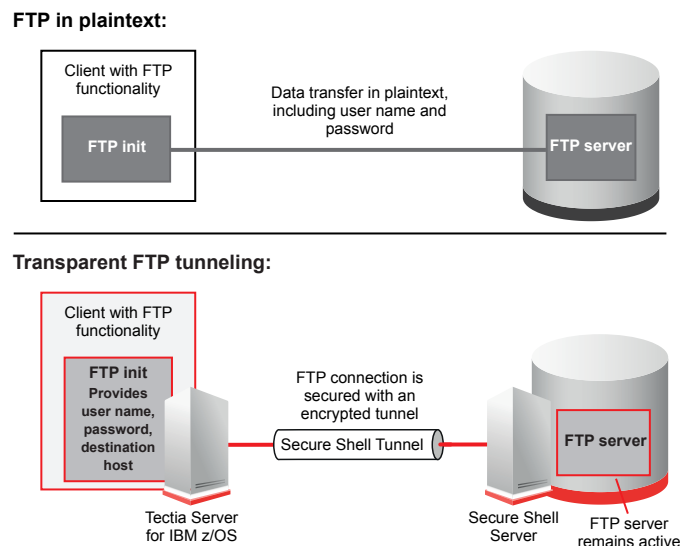 FTP in plaintext:
Client with FTP
functionality
FTP init
Data transfer in plaintext,
including user name and
password
FTP server
Transparent FTP tunneling:
Client with FTP
functionality
FTP init
Provides
user name,
password,
destination
host
Tectia Server
for IBM z/OS
FTP connection is
secured with an
encrypted tunnel
Secure Shell Tunnel
Secure Shell
Server
FTP server
FTP server
remains active